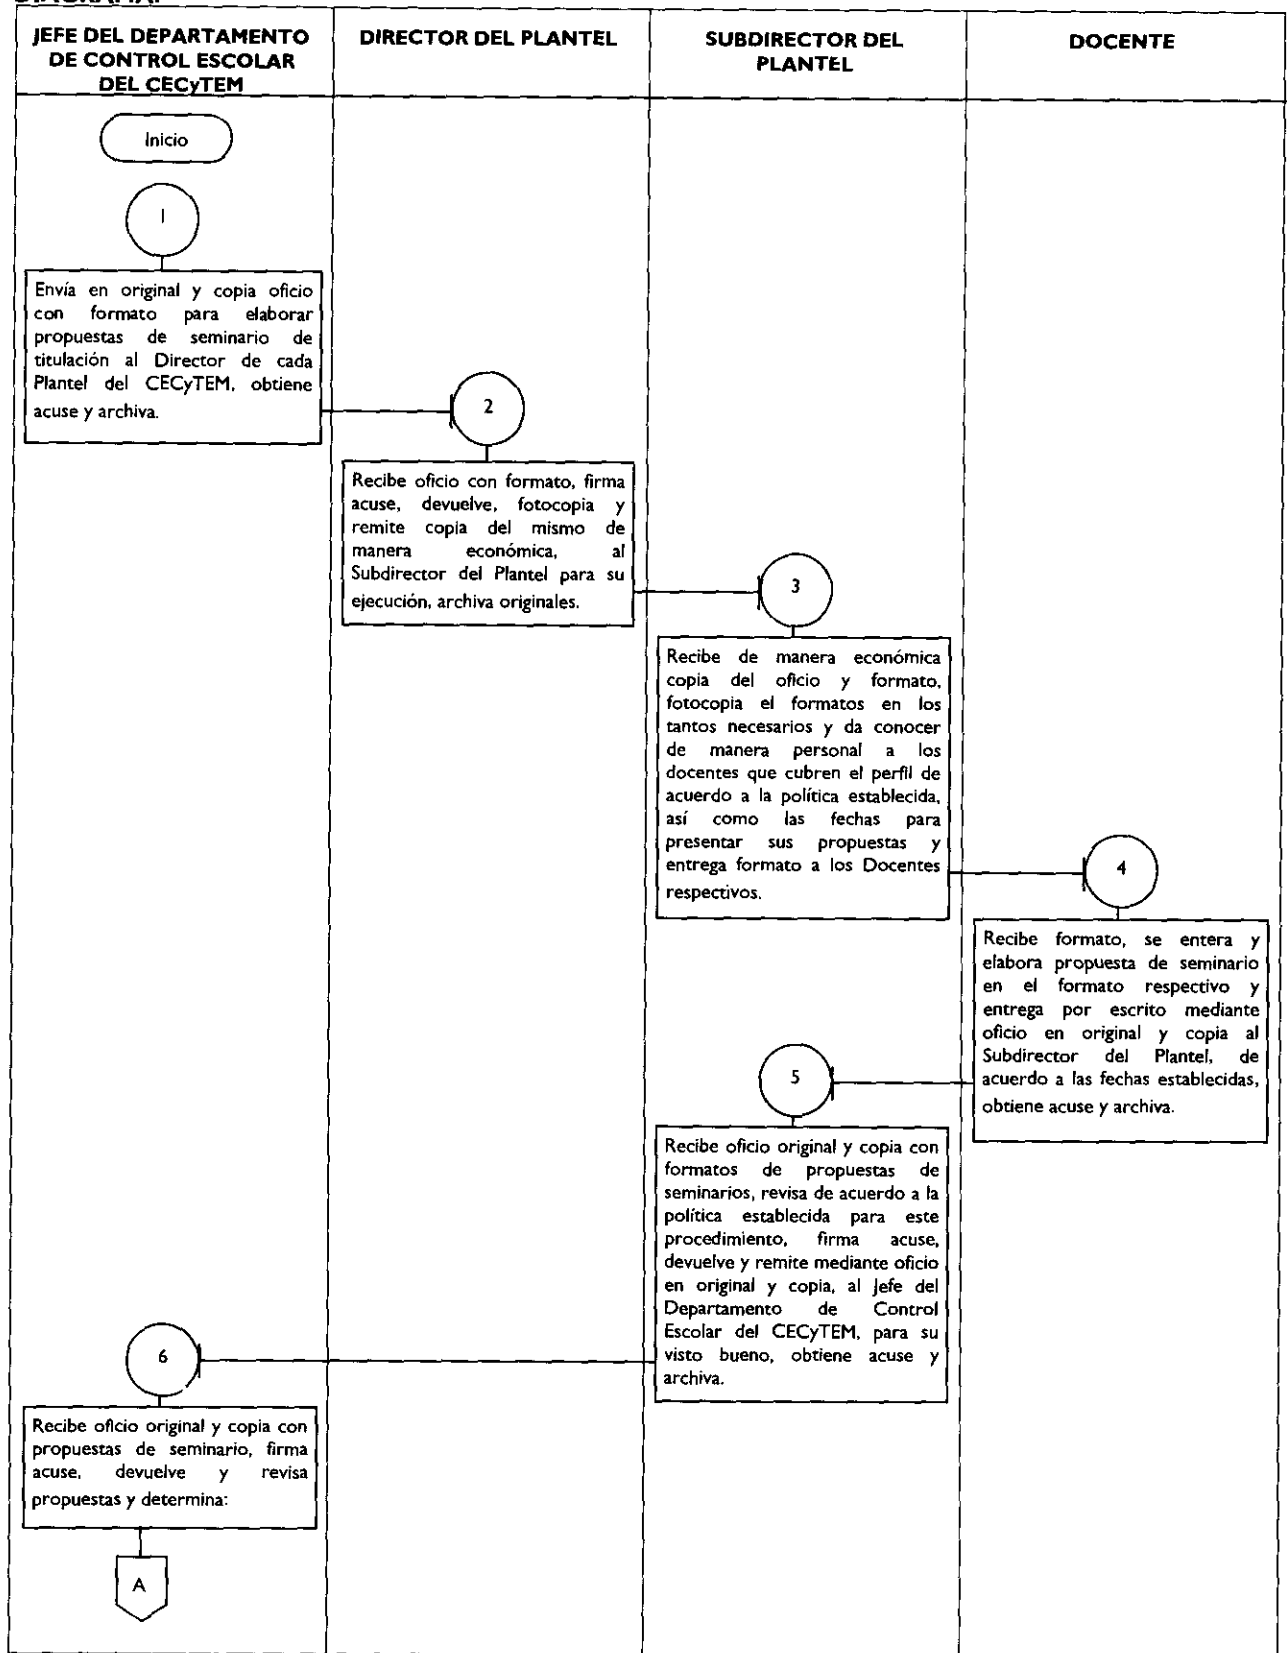 DIAGRAMA:
JEFE DEL DEPARTAMENTO
DE CONTROL ESCOLAR
DEL CECyTEM
DIRECTOR DEL PLANTEL
SUBDIRECTOR DEL
PLANTEL
DOCENTE
Inicio
1
Envía en original y copia oficio
con formato para elaborar
propuestas de seminario de
titulación al Director de cada
Plantel del CECyTEM, obtiene
acuse y archiva.
2
Recibe oficio con formato, firma
acuse, devuelve, fotocopia y
remite copia del mismo de
manera económica, al
Subdirector del Plantel para su
ejecución, archiva originales.
3
Recibe de manera económica
copia del oficio y formato,
fotocopia el formatos en los
tantos necesarios y da conocer
de manera personal a los
docentes que cubren el perfil de
acuerdo a la política establecida,
así como las fechas para
presentar sus propuestas y
entrega formato a los Docentes
respectivos.
4
Recibe formato, se entera y
elabora propuesta de seminario
en el formato respectivo y
entrega por escrito mediante
oficio en original y copia al
Subdirector del Plantel, de
acuerdo a las fechas establecidas,
obtiene acuse y archiva.
5
Recibe oficio original y copia con
formatos de propuestas de
seminarios, revisa de acuerdo a la
política establecida para este
procedimiento, firma acuse,
devuelve y remite mediante oficio
en original y copia, al Jefe del
Departamento de Control
Escolar del CECyTEM, para su
visto bueno, obtiene acuse y
archiva.
6
Recibe oficio original y copia con
propuestas de seminario, firma
acuse, devuelve y revisa
propuestas y determina:
A